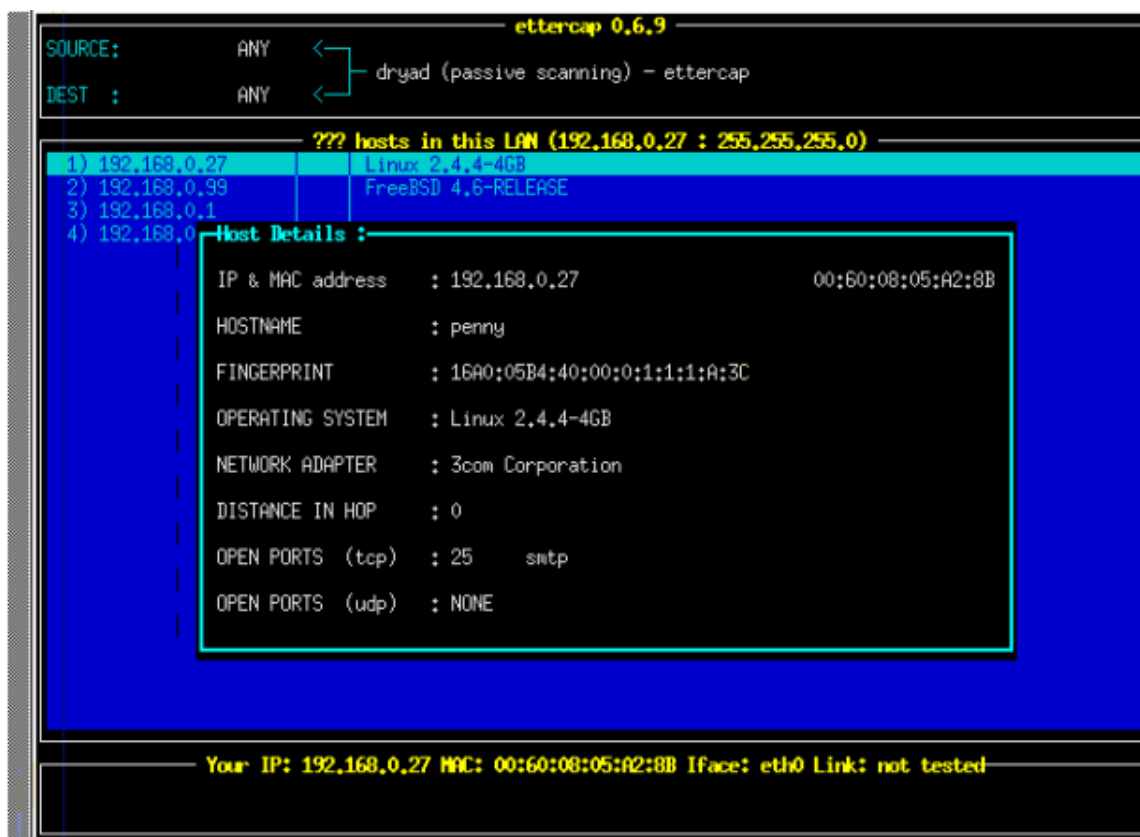 ettercap 0.6.9
SOURCE: ANY
dryad (passive scanning) - ettercap
DEST : ANY
??? hosts in this LAN (192.168.0.27 : 255.255.255.0)
1) 192.168.0.27 Linux 2.4.4-4GB
2) 192.168.0.99 FreeBSD 4.6-RELEASE
3) 192.168.0.1
4) 192.168.0
Host Details :
IP & MAC address : 192.168.0.27 00:60:08:05:A2:8B
HOSTNAME : penny
FINGERPRINT : 16A0:05B4:40:00:0:1:1:1:A:3C
OPERATING SYSTEM : Linux 2.4.4-4GB
NETWORK ADAPTER : 3com Corporation
DISTANCE IN HOP : 0
OPEN PORTS (tcp) : 25 smtp
OPEN PORTS (udp) : NONE
Your IP: 192.168.0.27 MAC: 00:60:08:05:A2:8B Iface: eth0 Link: not tested